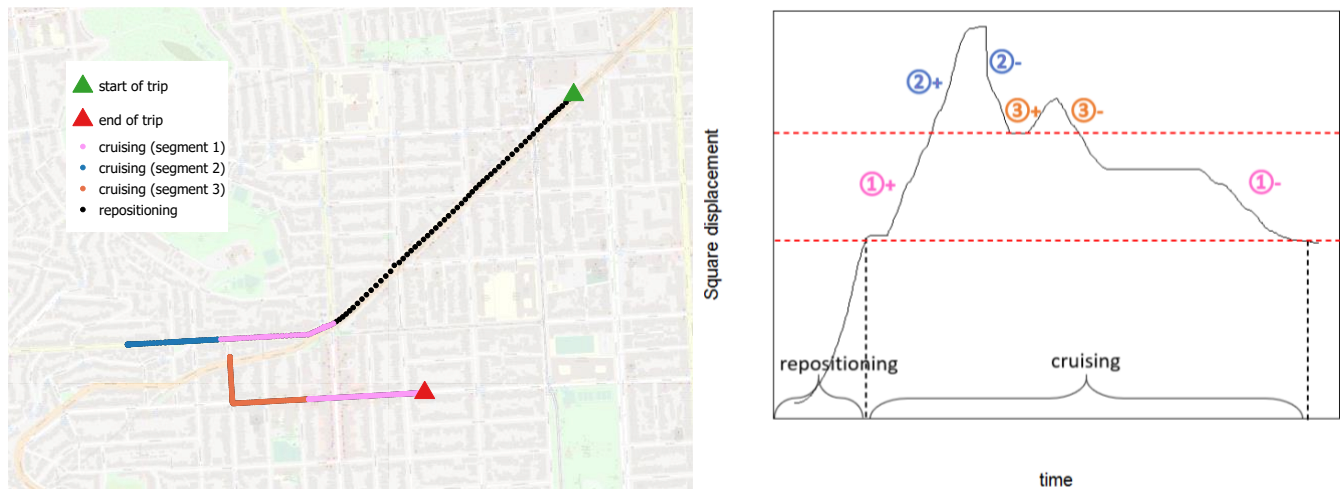 start of trip
end of trip
cruising (segment 1)
cruising (segment 2)
cruising (segment 3)
repositioning
Square displacement
②+
②-
③+
③-
①+
①-
repositioning
cruising
time